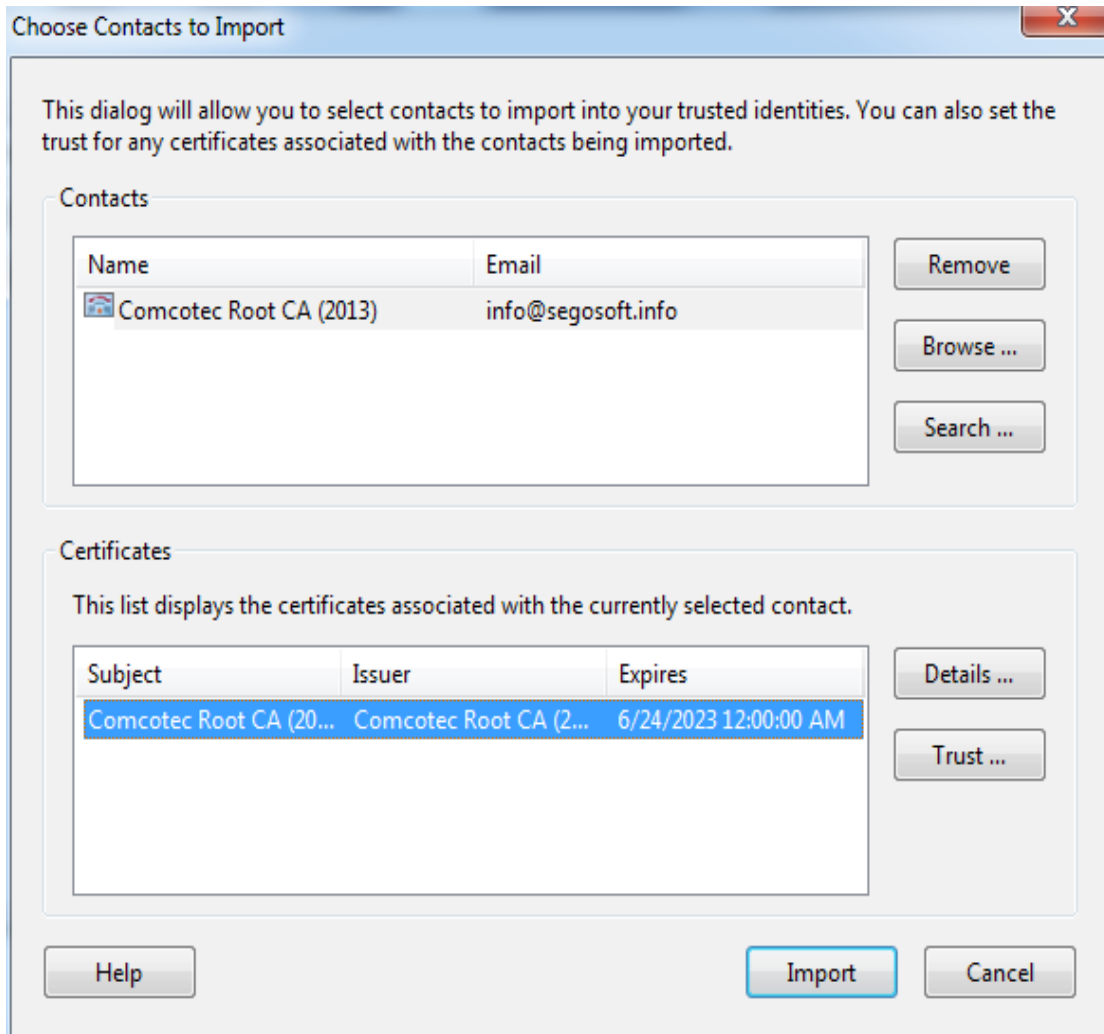 Choose Contacts to Import
X
This dialog will allow you to select contacts to import into your trusted identities. You can also set the
trust for any certificates associated with the contacts being imported.
Contacts
Name Email
Comcotec Root CA (2013) info@segosoft.info
Remove
Browse ...
Search ...
Certificates
This list displays the certificates associated with the currently selected contact.
Subject Issuer Expires
Comcotec Root CA (20... Comcotec Root CA (2... 6/24/2023 12:00:00 AM
Details ...
Trust ...
Help Import Cancel